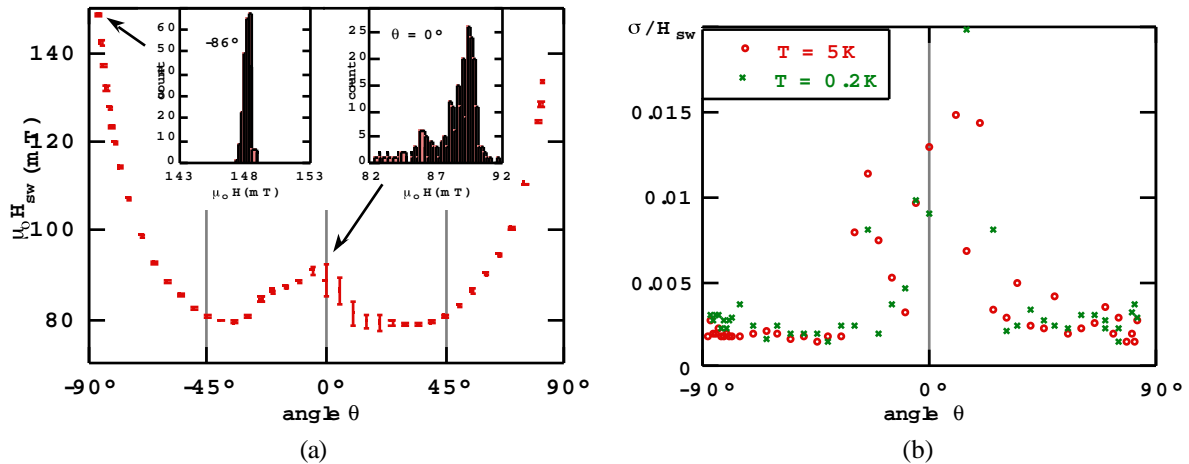 140
120
100
80
μoHsw(mT)
-90°
-45°
0°
45°
90°
angle θ
60
50
40
30
20
10
0
count
-86°
143
148
153
μoH(mT)
25
20
15
10
5
0
count
θ = 0°
82
87
92
μoH(mT)
(a)
σ/Hsw
T = 5K
T = 0.2K
0.015
0.01
0.005
0
-90°
0°
90°
angle θ
(b)